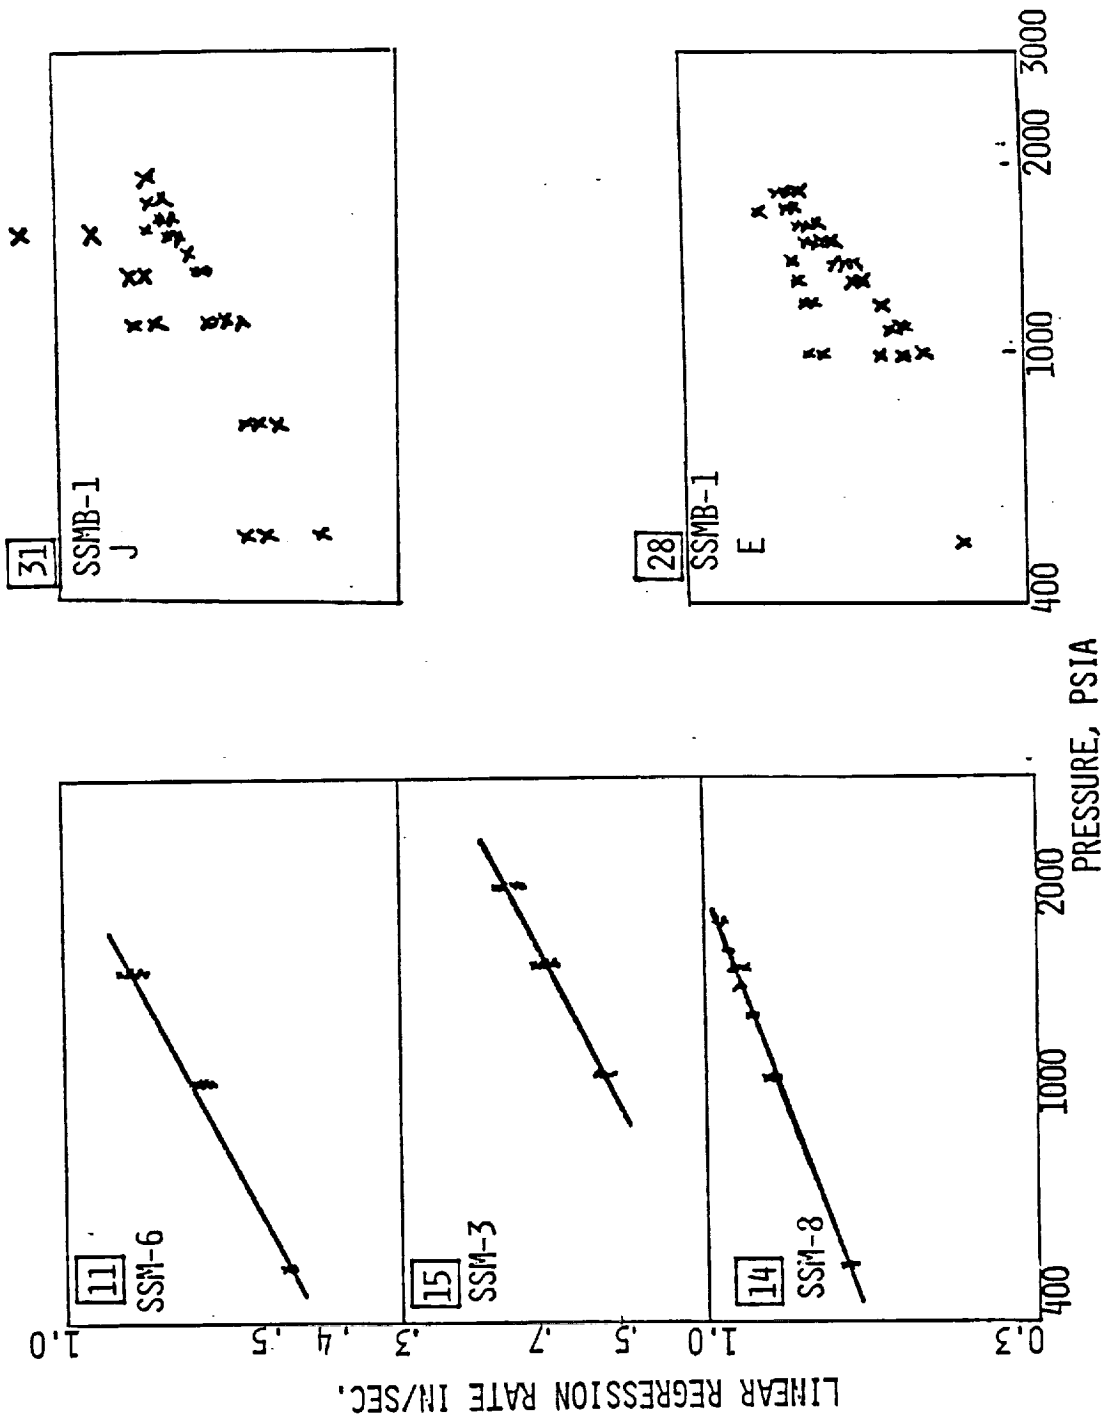 LINEAR REGRESSION RATE IN/SEC.
1.0
.5
.4
.3
.7
.5
1.0
0.3
11
SSM-6
15
SSM-3
14
SSM-8
400
1000
2000
PRESSURE, PSIA
31
SSMB-1
J
28
SSMB-1
E
400
1000
2000
3000